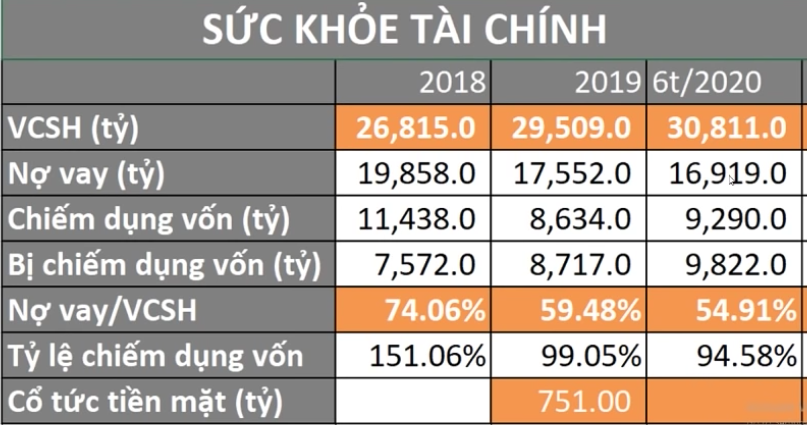 SỨC KHỎE TÀI CHÍNH
2018 2019 6t/2020
VCSH (tỷ) 26,815.0 29,509.0 30,811.0
Nợ vay (tỷ) 19,858.0 17,552.0 16,919.0
Chiếm dụng vốn (tỷ) 11,438.0 8,634.0 9,290.0
Bị chiếm dụng vốn (tỷ) 7,572.0 8,717.0 9,822.0
Nợ vay/VCSH 74.06% 59.48% 54.91%
Tỷ lệ chiếm dụng vốn 151.06% 99.05% 94.58%
Cổ tức tiền mặt (tỷ) 751.00